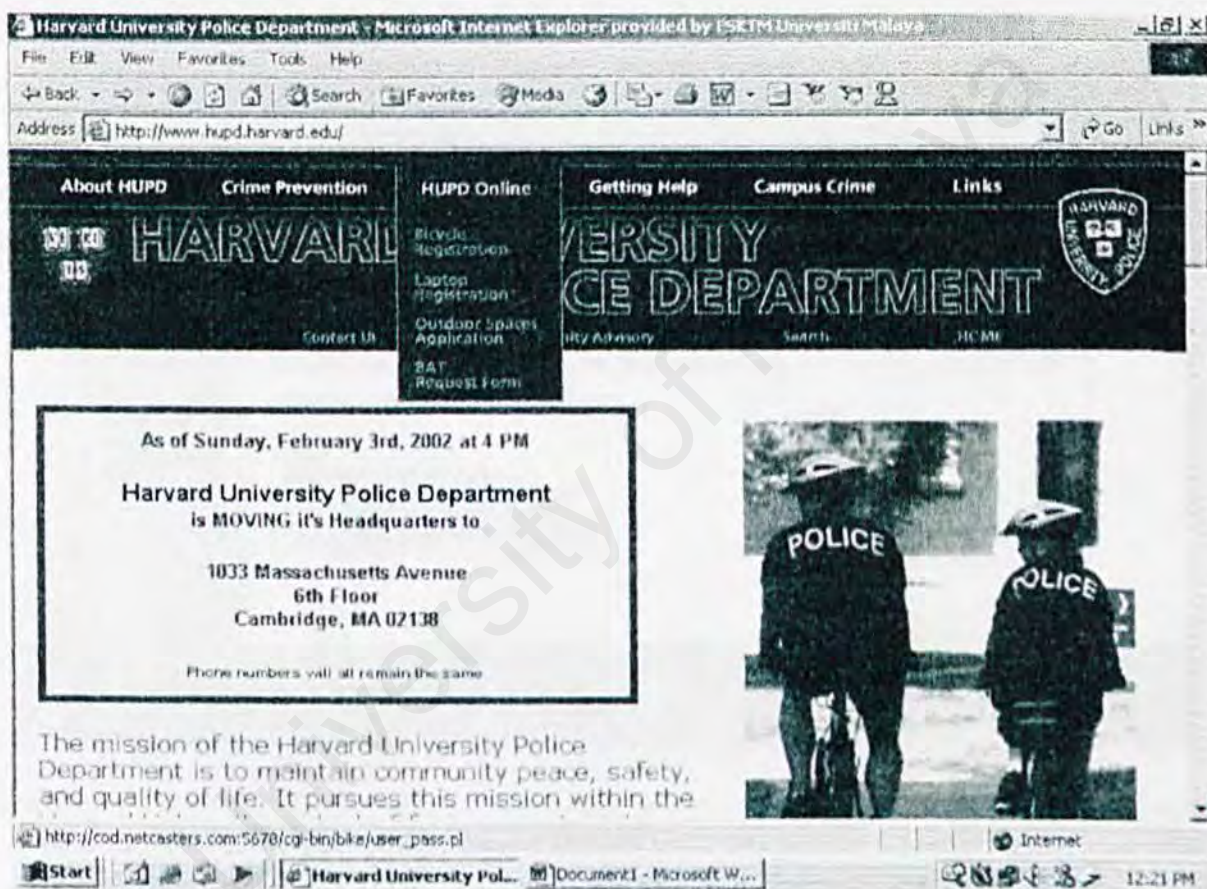 Harvard University Police Department - Microsoft Internet Explorer provided by FSKTM Universiti Malaya
File Edit View Favorites Tools Help
Back Search Favorites Media
Address http://www.hupd.harvard.edu/ Go Links »
About HUPD Crime Prevention HUPD Online Getting Help Campus Crime Links
HARVARD UNIVERSITY POLICE
HARVAR VERSITY
Bicycle
Registration
Laptop
Registration
CE DEPARTMENT
Outdoor Spaces
Application
Contact Us ity Advisory Search HOME
BAT
Request Form
As of Sunday, February 3rd, 2002 at 4 PM
Harvard University Police Department
is MOVING it's Headquarters to
1033 Massachusetts Avenue
6th Floor
Cambridge, MA 02138
Phone numbers will all remain the same
POLICE
POLICE
The mission of the Harvard University Police
Department is to maintain community peace, safety,
and quality of life. It pursues this mission within the
http://cod.netcasters.com:5678/cgi-bin/bike/user_pass.pl Internet
Start Harvard University Pol... Document1 - Microsoft W... 12:21 PM
University of